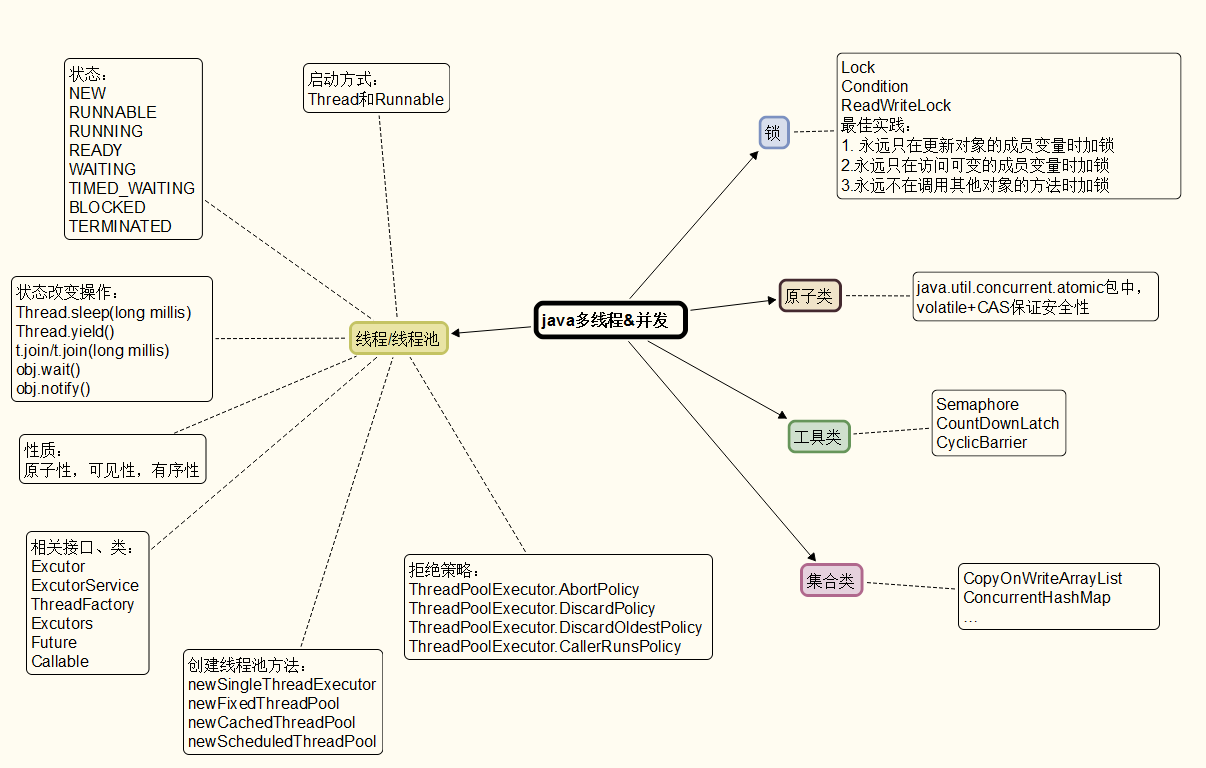 状态：
NEW
RUNNABLE
RUNNING
READY
WAITING
TIMED_WAITING
BLOCKED
TERMINATED
启动方式：
Thread和Runnable
状态改变操作：
Thread.sleep(long millis)
Thread.yield()
t.join/t.join(long millis)
obj.wait()
obj.notify()
性质：
原子性，可见性，有序性
相关接口、类：
Excutor
ExcutorService
ThreadFactory
Excutors
Future
Callable
创建线程池方法：
newSingleThreadExecutor
newFixedThreadPool
newCachedThreadPool
newScheduledThreadPool
拒绝策略：
ThreadPoolExecutor.AbortPolicy
ThreadPoolExecutor.DiscardPolicy
ThreadPoolExecutor.DiscardOldestPolicy
ThreadPoolExecutor.CallerRunsPolicy
线程/线程池
java多线程&并发
锁
Lock
Condition
ReadWriteLock
最佳实践：
1. 永远只在更新对象的成员变量时加锁
2.永远只在访问可变的成员变量时加锁
3.永远不在调用其他对象的方法时加锁
原子类
java.util.concurrent.atomic包中，
volatile+CAS保证安全性
工具类
Semaphore
CountDownLatch
CyclicBarrier
集合类
CopyOnWriteArrayList
ConcurrentHashMap
...